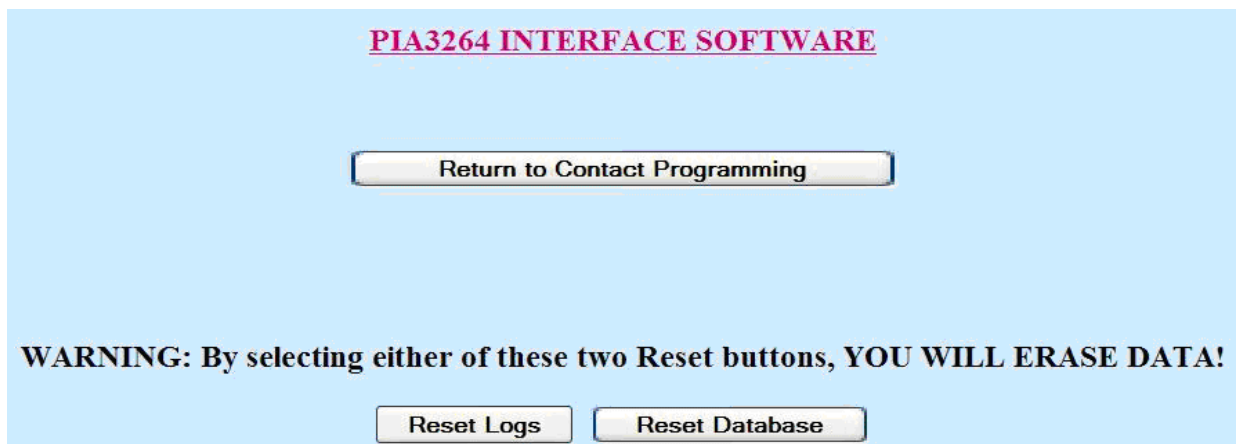 PIA3264 INTERFACE SOFTWARE
Return to Contact Programming
WARNING: By selecting either of these two Reset buttons, YOU WILL ERASE DATA!
Reset Logs Reset Database